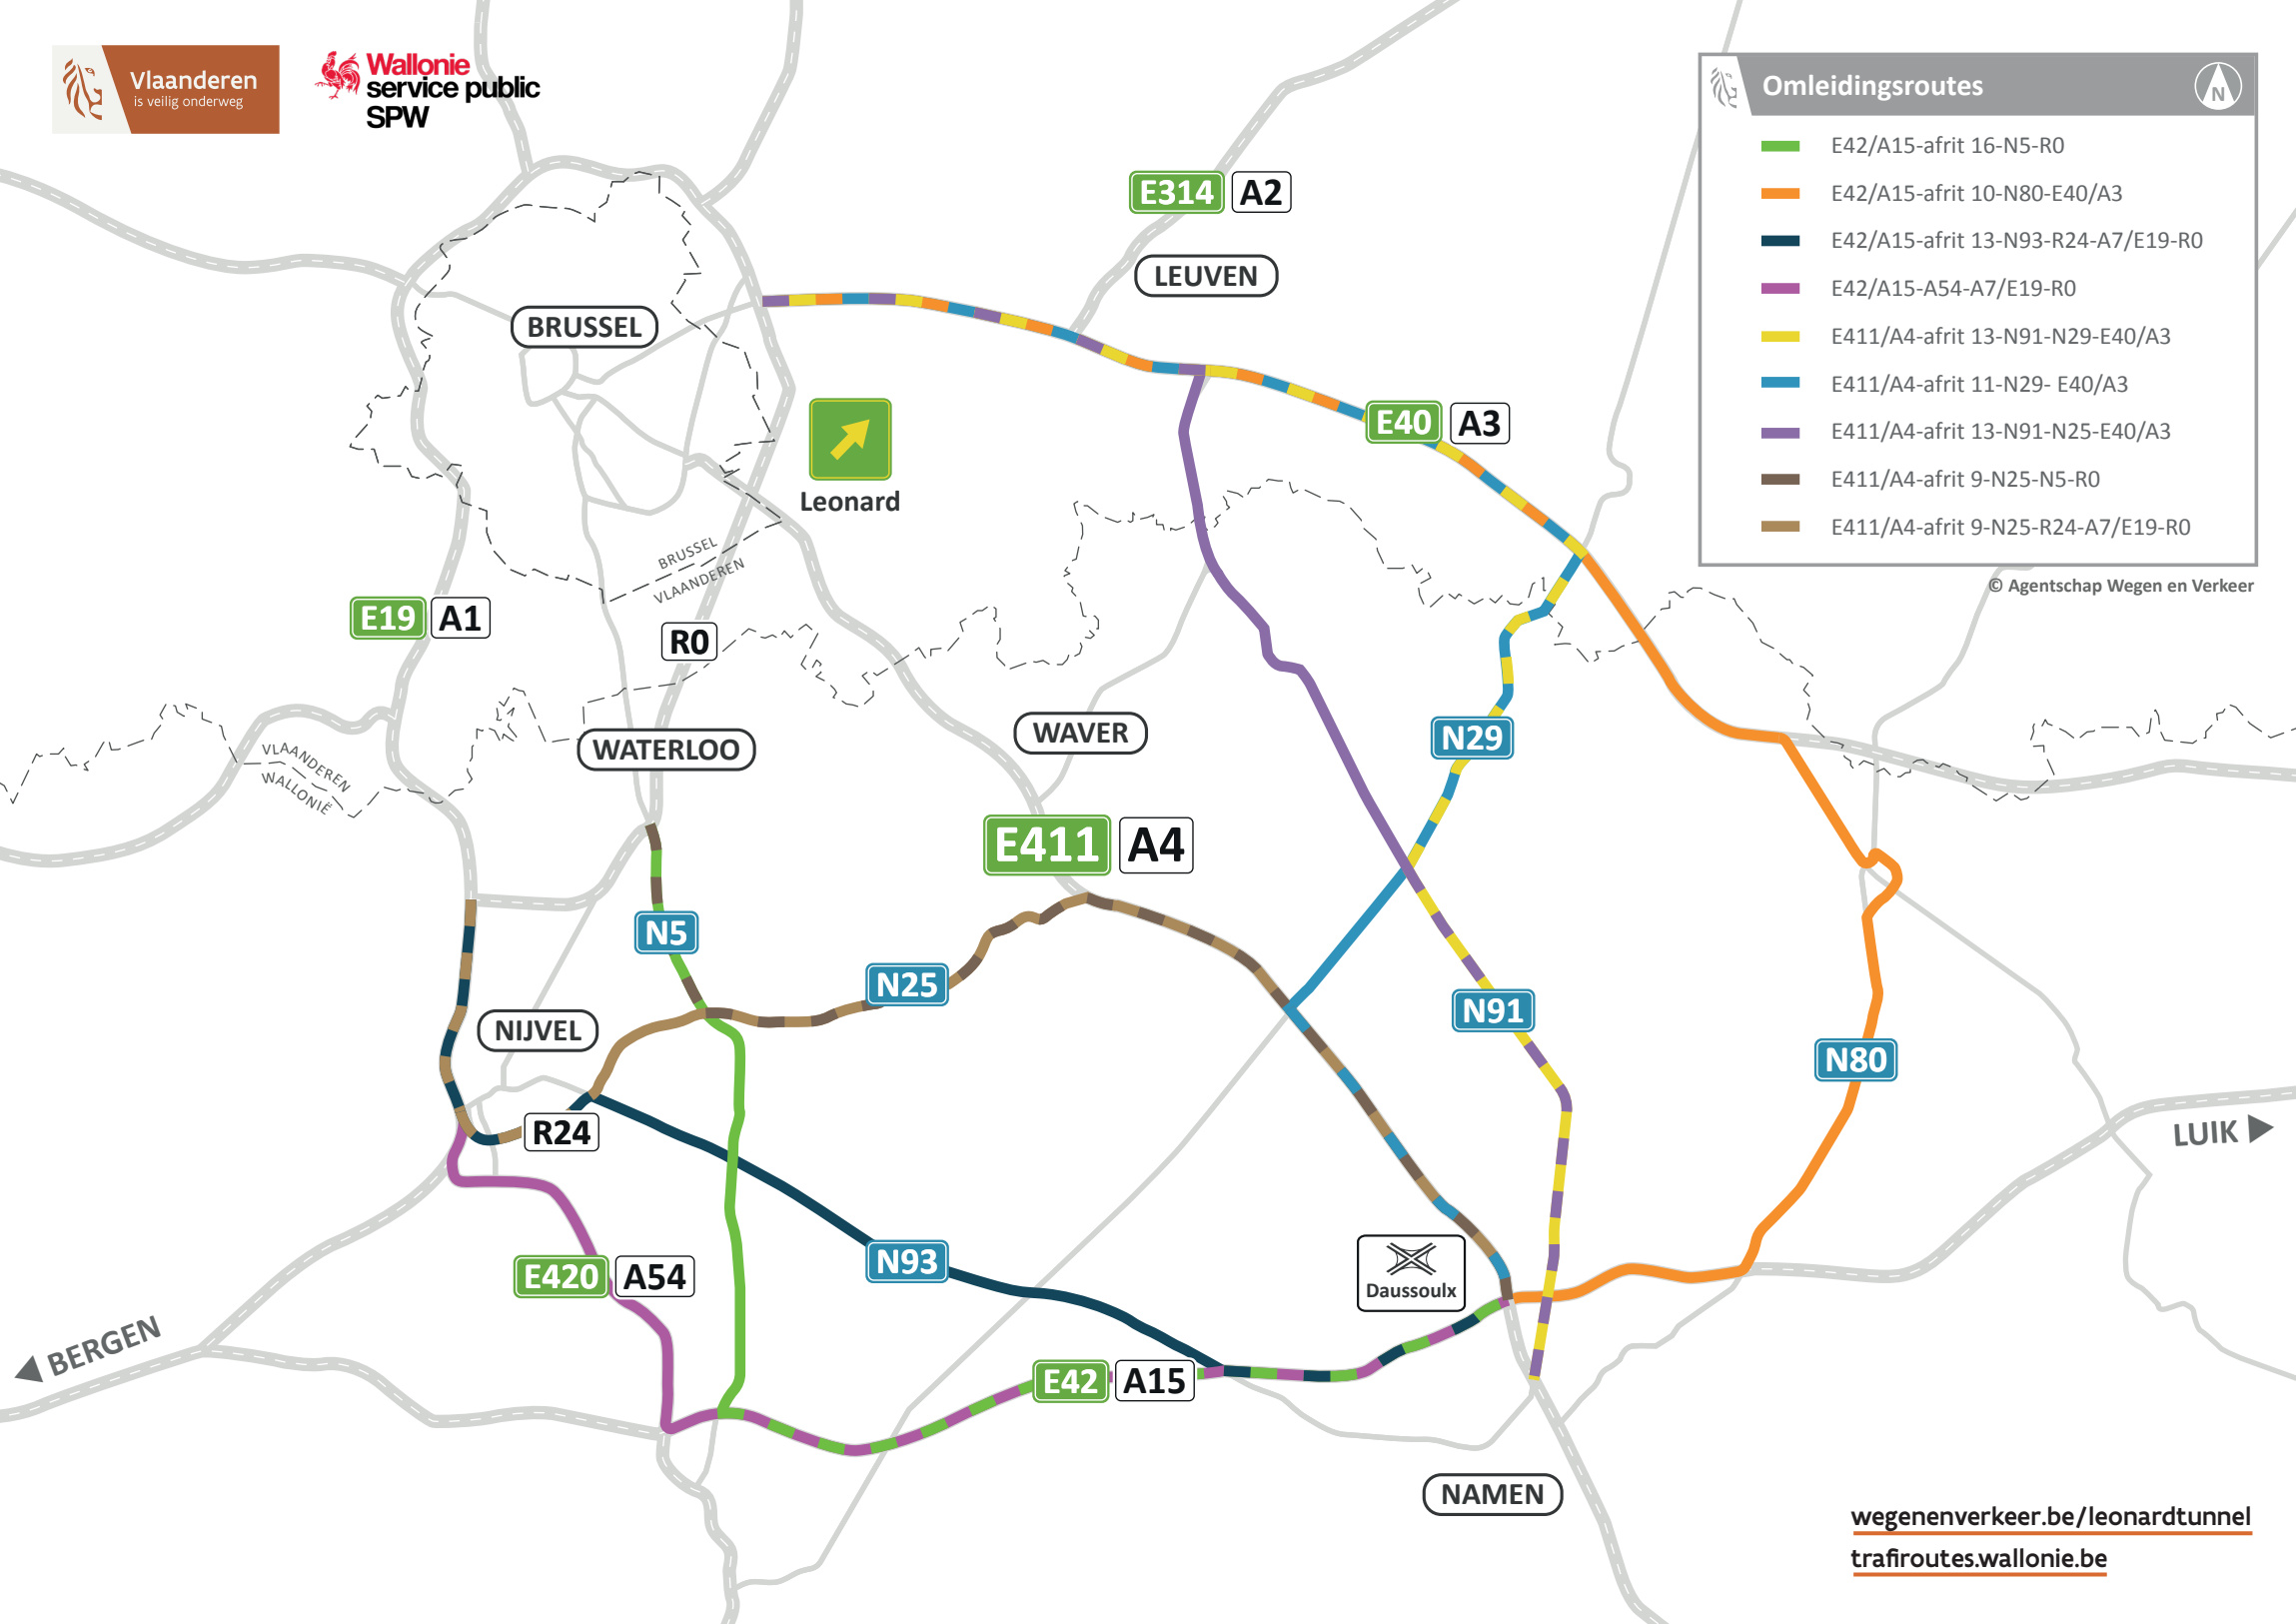 Vlaanderen
is veilig onderweg
Wallonie
service public
SPW
Omleidingsroutes
N
E42/A15-afrit 16-N5-R0
E42/A15-afrit 10-N80-E40/A3
E42/A15-afrit 13-N93-R24-A7/E19-R0
E42/A15-A54-A7/E19-R0
E411/A4-afrit 13-N91-N29-E40/A3
E411/A4-afrit 11-N29- E40/A3
E411/A4-afrit 13-N91-N25-E40/A3
E411/A4-afrit 9-N25-N5-R0
E411/A4-afrit 9-N25-R24-A7/E19-R0
© Agentschap Wegen en Verkeer
E314 A2
LEUVEN
BRUSSEL
E40 A3
Leonard
BRUSSEL
VLAANDEREN
E19 A1
R0
WAVER
N29
WATERLOO
VLAANDEREN
WALLONIË
E411 A4
N5
N25
N91
NIJVEL
N80
R24
LUIK
N93
Daussoulx
E420 A54
BERGEN
E42 A15
NAMEN
wegenenverkeer.be/leonardtunnel
trafiroutes.wallonie.be